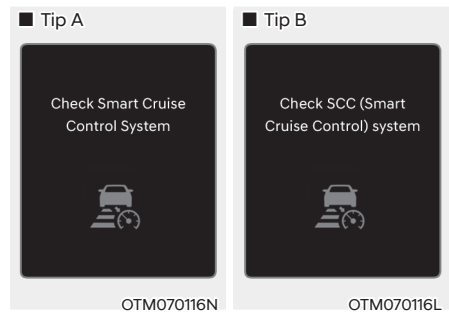 ■ Tip A
Check Smart Cruise
Control System
OTM070116N
■ Tip B
Check SCC (Smart
Cruise Control) system
OTM070116L